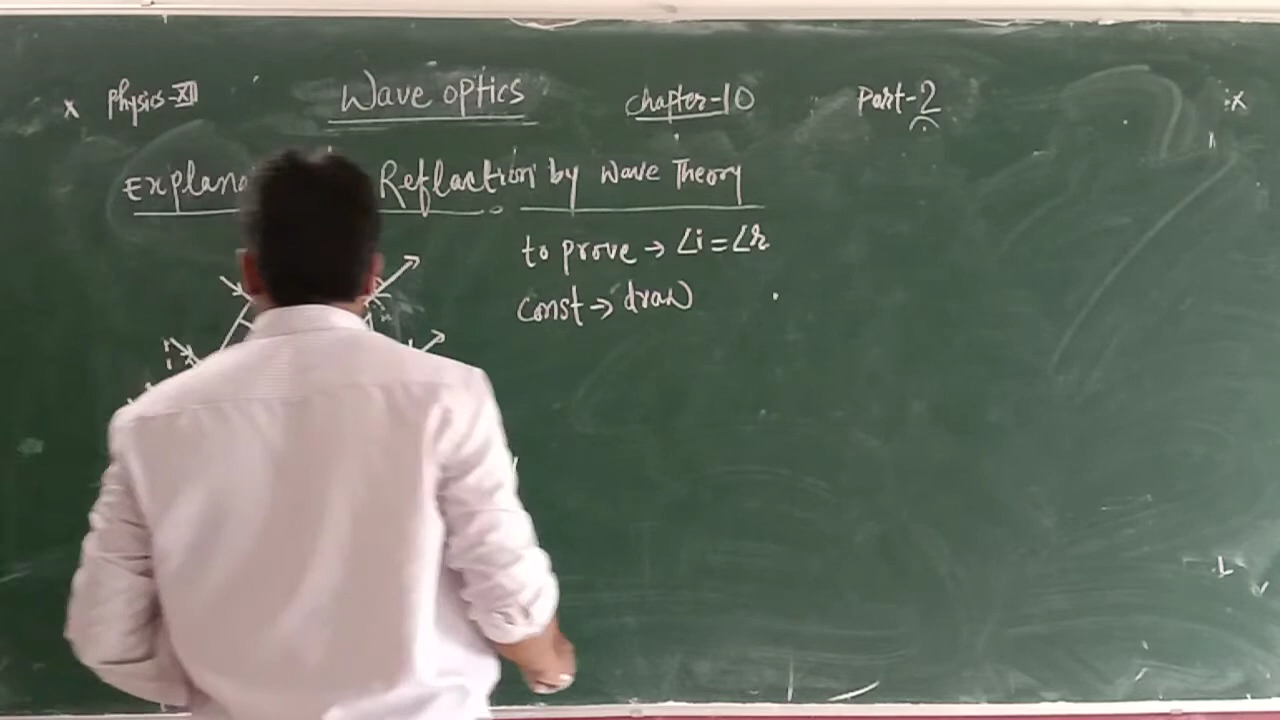 Physics-XII Wave optics Chapter-10 Part-2
Explana Reflaction by Wave Theory
to prove → ∠i = ∠r
Const → draw